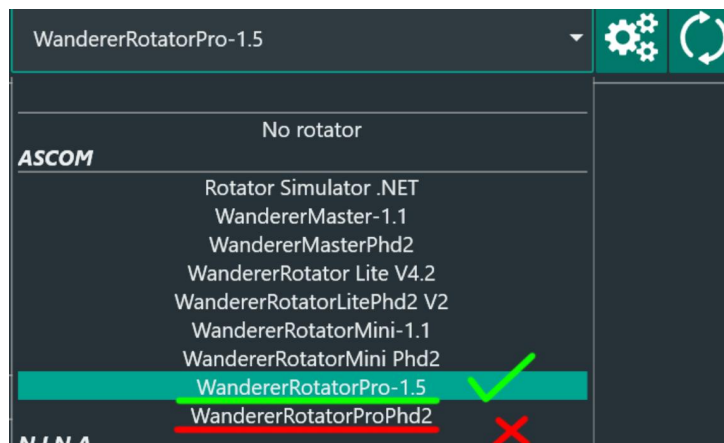 WandererRotatorPro-1.5
No rotator
ASCOM
Rotator Simulator .NET
WandererMaster-1.1
WandererMasterPhd2
WandererRotator Lite V4.2
WandererRotatorLitePhd2 V2
WandererRotatorMini-1.1
WandererRotatorMini Phd2
WandererRotatorPro-1.5
WandererRotatorProPhd2
N.I.N.A